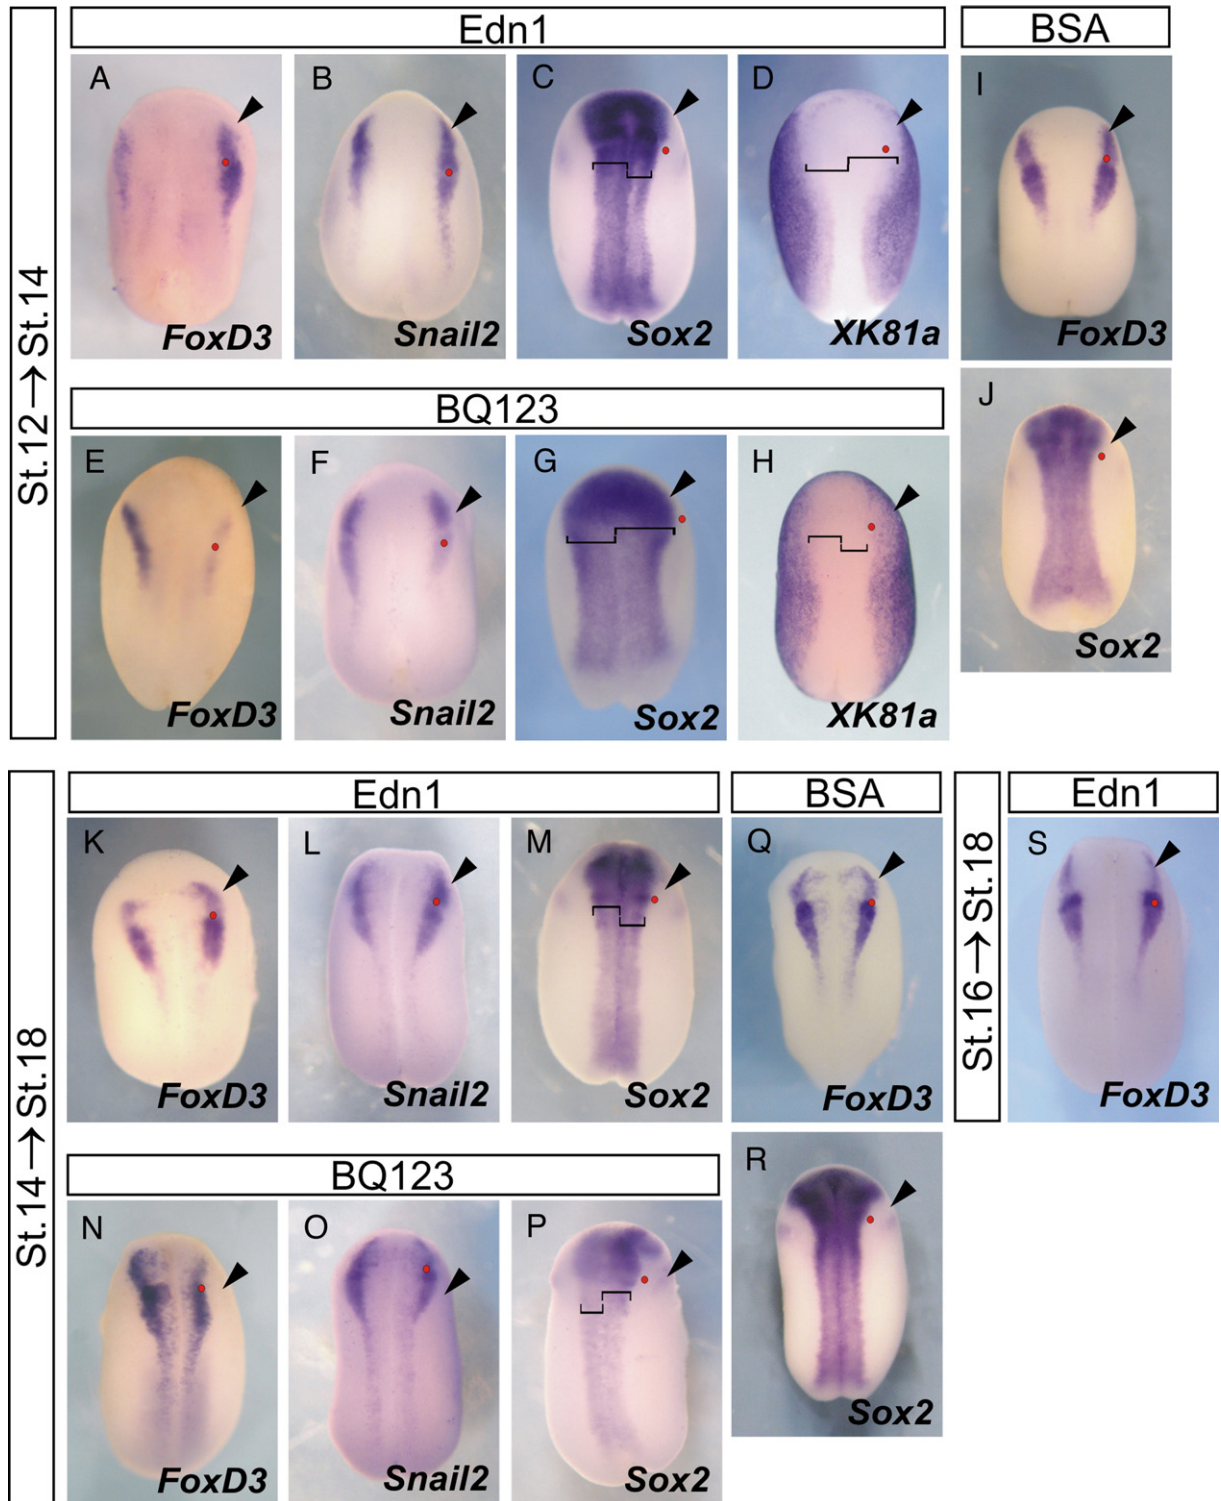 Edn1
BSA
St.12→St.14
A
B
C
D
I
FoxD3
Snail2
Sox2
XK81a
FoxD3
BQ123
J
E
F
G
H
Sox2
FoxD3
Snail2
Sox2
XK81a
Edn1
BSA
Edn1
St.14→St.18
St.16→St.18
K
L
M
Q
S
FoxD3
Snail2
Sox2
FoxD3
FoxD3
BQ123
R
N
O
P
Sox2
FoxD3
Snail2
Sox2